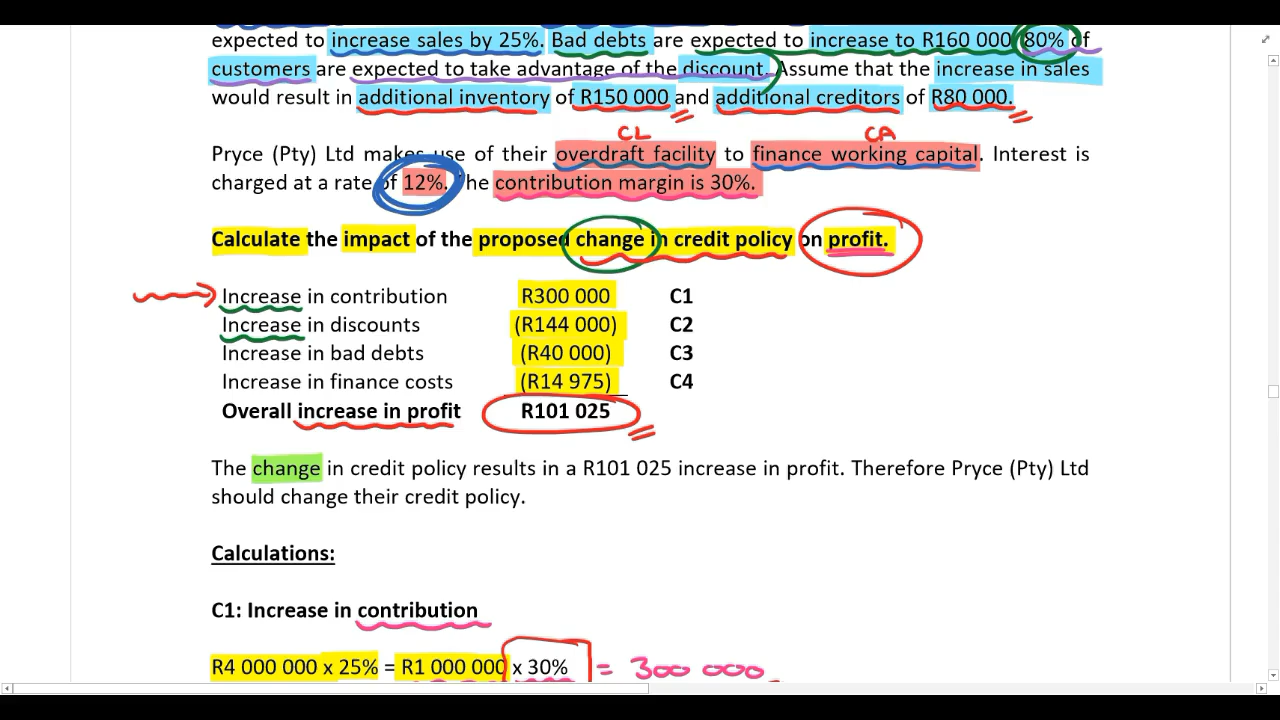 expected to increase sales by 25%. Bad debts are expected to increase to R160 000 80% of
customers are expected to take advantage of the discount. Assume that the increase in sales
would result in additional inventory of R150 000 and additional creditors of R80 000.
CL CA
Pryce (Pty) Ltd makes use of their overdraft facility to finance working capital. Interest is
charged at a rate of 12%. The contribution margin is 30%.
Calculate the impact of the proposed change in credit policy on profit.
Increase in contribution R300 000 C1
Increase in discounts (R144 000) C2
Increase in bad debts (R40 000) C3
Increase in finance costs (R14 975) C4
Overall increase in profit R101 025
The change in credit policy results in a R101 025 increase in profit. Therefore Pryce (Pty) Ltd
should change their credit policy.
Calculations:
C1: Increase in contribution
R4 000 000 x 25% = R1 000 000 x 30% = 300 000